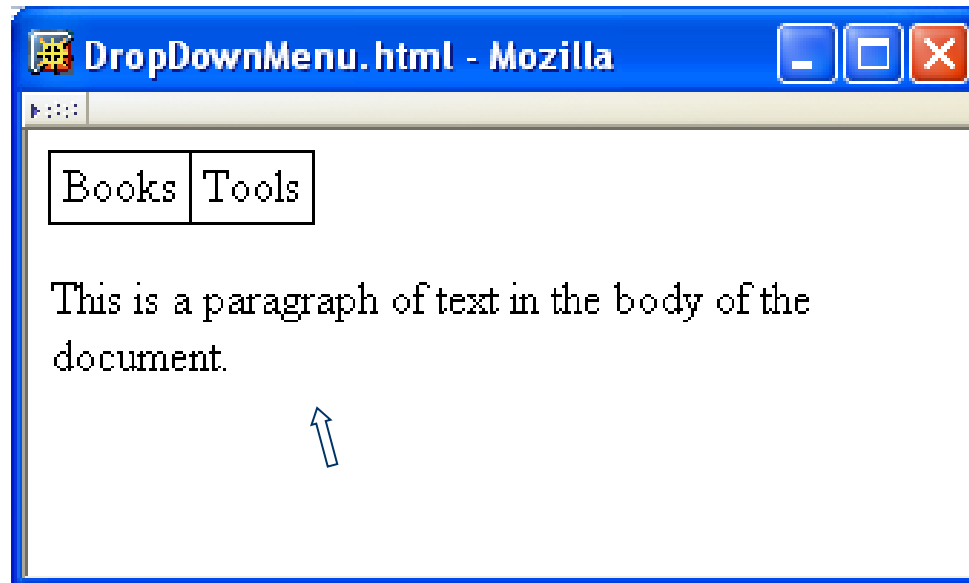 DropDownMenu.html - Mozilla
Books Tools
This is a paragraph of text in the body of the
document.